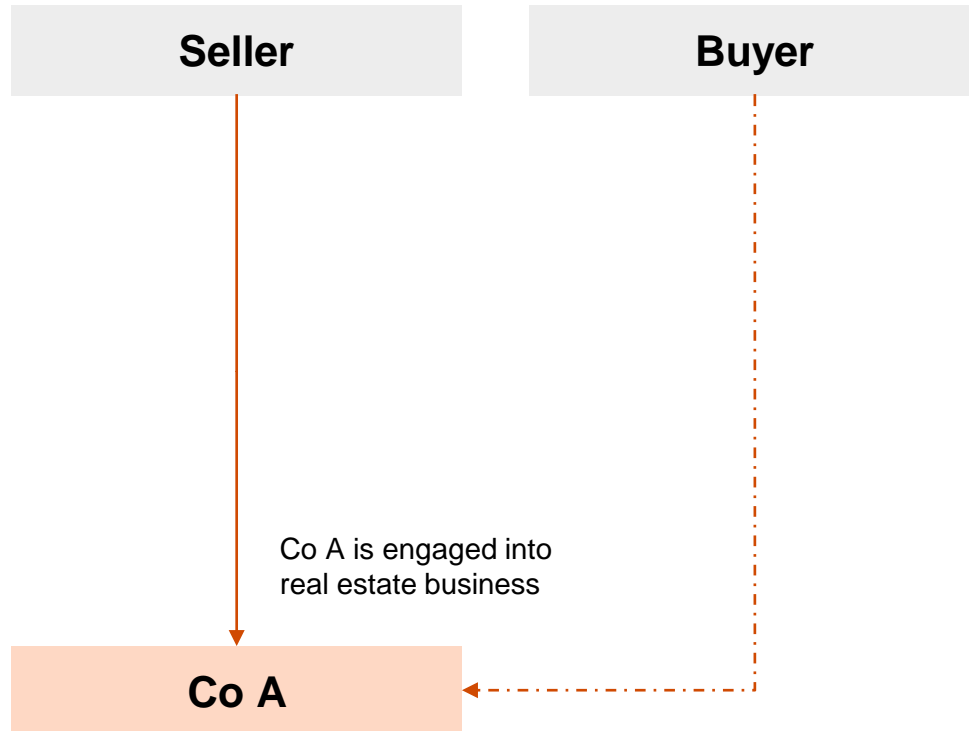 Seller
Buyer
Co A is engaged into
real estate business
Co A